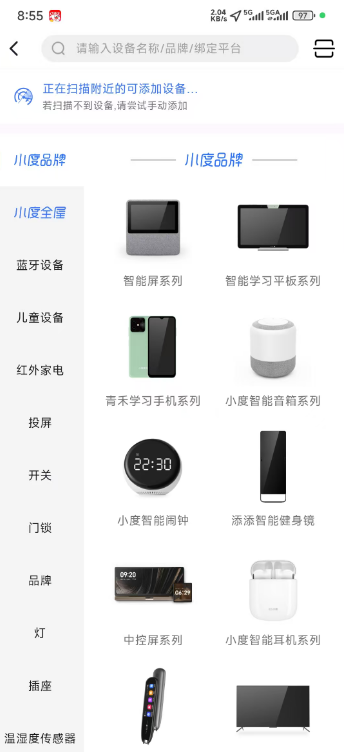 8:55
2.04
KB/s
5G
5GA
97
请输入设备名称/品牌/绑定平台
正在扫描附近的可添加设备...
若扫描不到设备,请尝试手动添加
小度品牌
小度全屋
蓝牙设备
儿童设备
红外家电
投屏
开关
门锁
品牌
灯
插座
温湿度传感器
小度品牌
智能屏系列
智能学习平板系列
青禾学习手机系列
小度智能音箱系列
22:30
小度智能闹钟
添添智能健身镜
09:20
06:29
中控屏系列
小度智能耳机系列